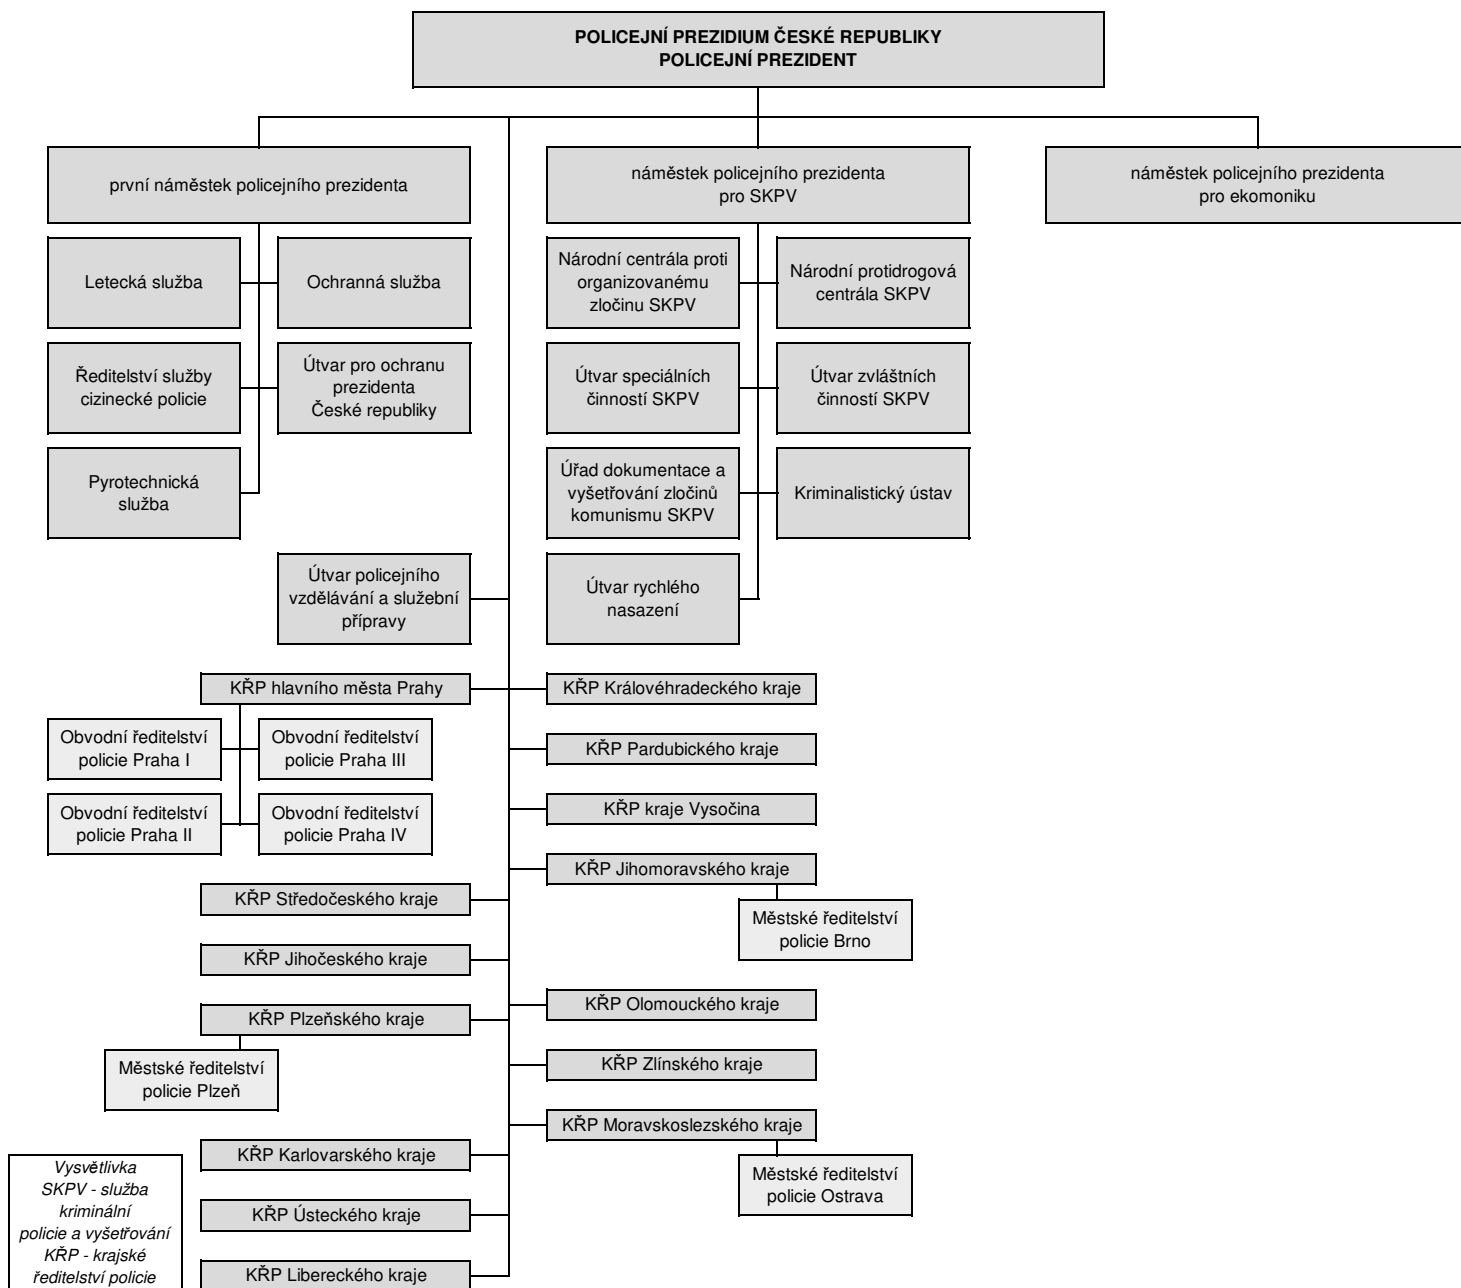 POLICEJNÍ PREZIDIUM ČESKÉ REPUBLIKY
POLICEJNÍ PREZIDENT
první náměstek policejního prezidenta
náměstek policejního prezidenta
pro SKPV
náměstek policejního prezidenta
pro ekomoniku
Letecká služba
Ochranná služba
Národní centrála proti
organizovanému
zločinu SKPV
Národní protidrogová
centrála SKPV
Ředitelství služby
cizinecké policie
Útvar pro ochranu
prezidenta
České republiky
Útvar speciálních
činností SKPV
Útvar zvláštních
činností SKPV
Pyrotechnická
služba
Úřad dokumentace a
vyšetřování zločinů
komunismu SKPV
Kriminalistický ústav
Útvar policejního
vzdělávání a služební
přípravy
Útvar rychlého
nasazení
KŘP hlavního města Prahy
KŘP Královéhradeckého kraje
Obvodní ředitelství
policie Praha I
Obvodní ředitelství
policie Praha III
KŘP Pardubického kraje
Obvodní ředitelství
policie Praha II
Obvodní ředitelství
policie Praha IV
KŘP kraje Vysočina
KŘP Jihomoravského kraje
KŘP Středočeského kraje
Městské ředitelství
policie Brno
KŘP Jihočeského kraje
KŘP Olomouckého kraje
KŘP Plzeňského kraje
Městské ředitelství
policie Plzeň
KŘP Zlínského kraje
KŘP Moravskoslezského kraje
KŘP Karlovarského kraje
Městské ředitelství
policie Ostrava
KŘP Ústeckého kraje
KŘP Libereckého kraje
Vysvětlivka
SKPV - služba
kriminální
policie a vyšetřování
KŘP - krajské
ředitelství policie